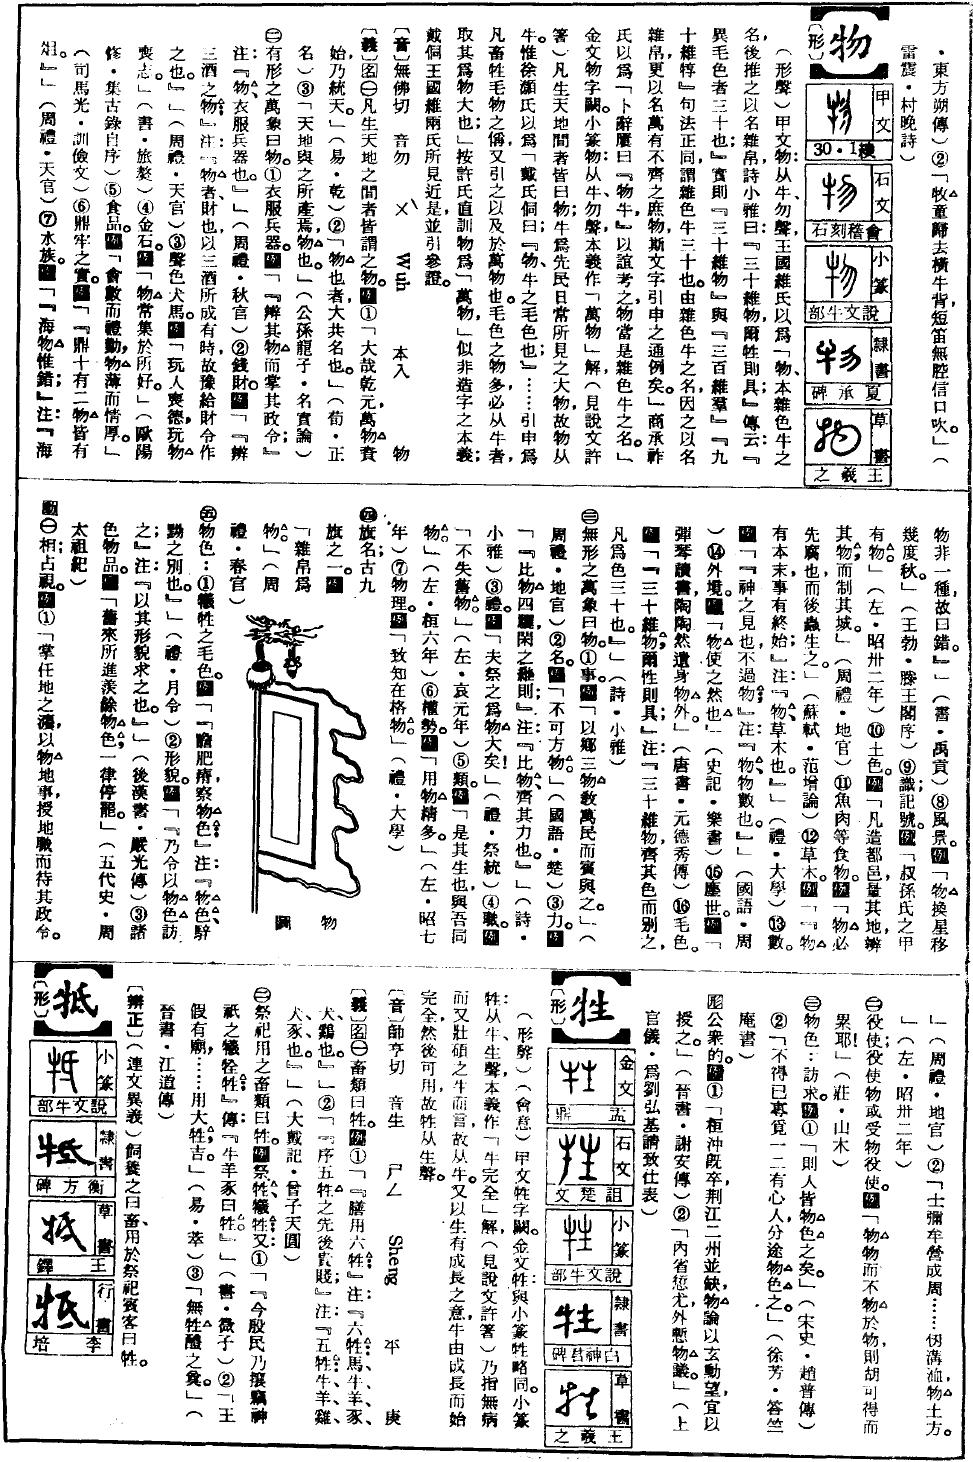 ・東方朔傳）②「牧童歸去橫牛背，短笛無腔信口吹。」（
雷震・村晚詩）
物
〔形〕
甲文
30・1續
石文
會稽刻石
小篆
說文牛部
隸書
夏承碑
草書
王羲之
（形聲）甲文物：从牛、勿聲，王國維氏以爲「物本雜色牛之
名，後推之以名雜帛。詩小雅曰：『三十維物，爾牲則具』傳云：『
異毛色者三十也』實則『三十維物』與『三百維羣』『九
十維犉』句法正同，謂雜色牛三十也。由雜色牛之名，因之以名
雜帛，更以名萬有不齊之庶物，斯文字引申之通例矣。」商承祚
氏以爲「卜辭屢曰『物牛』，以誼考之，物當是雜色牛之名。」
金文物字闕。小篆物：从牛、勿聲，本義作「萬物」解（見說文許
箸）凡生天地間者皆曰物，牛爲先民日常所見之大物，故物从
牛。惟徐灝氏以爲「戴氏侗曰『物，牛之毛色也』……引申爲
凡畜牲毛物之偁，又引之以及於萬物也。毛色之物多，必从牛者，
取其爲物大也。」按許氏直訓物爲「萬物」似非造字之本義；
戴侗王國維兩氏所見近是，並引參證。
〔音〕無佛切　音勿　ㄨˋ　Wuh　本入　物
〔義〕名㊀凡生天地之間者皆謂之物。例①「大哉乾元，萬物資
始，乃統天。」（易・乾）②「物也者，大共名也。」（荀・正
名）③「天地與之所產焉，物也。」（公孫龍子・名實論）
㊁有形之萬象曰物。①衣服兵器。例「『辨其物而掌其政令』
注：『物，衣服兵器也。』」（周禮・秋官）②錢財。例「『辨
三酒之物』注：『物者財也，以三酒所成有時，故豫給財令作
之也。』」（周禮・天官）③聲色犬馬。例「玩人喪德，玩物
喪志。」（書・旅獒）④金石。例「物常集於所好。」（歐陽
修・集古錄自序）⑤食品。例「會數而禮勤，物薄而情厚。」
（司馬光・訓儉文）⑥鼎牢之實。例「『鼎十有二，物皆有
俎。』」（周禮・天官）⑦水族。例「『海物惟錯』注：『海
物非一種，故曰錯。』」（書・禹貢）⑧風景。例「物換星移
幾度秋。」（王勃・滕王閣序）⑨識記號。例「叔孫氏之甲
有物。」（左・昭卅二年）⑩土色。例「凡造都邑，量其地，辨
其物，而制其域。」（周禮・地官）⑪魚肉等食物。例「物必
先腐也，而後蟲生之。」（蘇軾・范增論）⑫草木。例「『物
有本末，事有終始』注：『物，草木也。』」（禮・大學）⑬數。
例「『神之見也，不過物』注：『物，物數也。』」（國語・周
）⑭外境。例「物使之然也。」（史記・樂書）⑮塵世。例「
彈琴讀書，陶陶然遺身物外。」（唐書・元德秀傳）⑯毛色。
例「『三十維物，爾性則具』注：『三十維物，齊其色而別之，
凡爲色三十也。』」（詩・小雅）
㊂無形之萬象曰物。①事。例「以鄉三物教萬民而賓興之。」（
周禮・地官）②名。例「不可方物。」（國語・楚）③力。例
「『比物四驪，閑之維則』注：『比物，齊其力也。』」（詩・
小雅）③禮。例「夫祭之爲物大矣！」（禮・祭統）④職。例
「不失舊物。」（左・哀元年）⑤類。例「是其生也，與吾同
物。」（左・桓六年）⑥權勢。例「用物精多。」（左・昭七
年）⑦物理。例「致知在格物。」（禮・大學）
㊃旗名：古九
旗之一。例
「雜帛爲
物。」（周
禮・春官）
物圖
㊄物色：①犧牲之毛色。例「『瞻肥瘠，察物色』注：『物色，騂
黝之別也。』」（禮・月令）②形貌。例「『乃令以物色訪
之』注：『以其形貌求之也。』」（後漢書・嚴光傳）③諸
色物品。例「舊來所進羨餘物色，一律停罷。」（五代史・周
太祖紀）
動㊀相；占視。例①「掌任地之灋，以物地事，授地職，而待其政令。
」（周禮・地官）②「士彌牟營成周……仞溝洫，物土方。
」（左・昭卅二年）
㊁役使；役使物或受物役使。例「物物而不物於物，則胡可得而
累耶！」（莊・山木）
㊂物色：訪求。例①「則人皆物色之矣。」（宋史・趙普傳）
②「不得已專覓一二有心人分途物色之。」（徐芳・答竺
庵書）
形公衆的。例①「桓沖旣卒，荆江二州並缺，物論以玄勳望，宜以
授之。」（晉書・謝安傳）②「內省愆尤，外慙物議。」（上
官儀・爲劉弘基請致仕表）
牲
〔形〕
金文
盂鼎
石文
詛楚文
小篆
說文牛部
隸書
白神君碑
草書
王羲之
（形聲）（會意）甲文牲字闕。金文牲：與小篆牲略同。小篆
牲：从牛、生聲，本義作「牛完全」解（見說文許箸）乃指無病
而又壯碩之牛而言，故从牛。又以生有成長之意，牛由成長而始
完全，然後可用，故牲从生聲。
〔音〕師亨切　音生　ㄕㄥ　Sheng　平　庚
〔義〕名㊀畜類曰牲。例①「『膳用六牲』注：『六牲，馬、牛、羊、豕、
犬、鷄也。』」②「『序五牲之先後貴賤』注：『五牲，牛、羊、雞、
犬、豕也。』」（大戴記・曾子天圓）
㊁祭祀用之畜類曰牲。例祭牲、犧牲。又①「『今殷民乃攘竊神
祇之犧牷牲』傳：『牛羊豕曰牲。』」（書・微子）②「王
假有廟，……用大牲吉。」（易・萃）③「無牲醴之奠。」（
晉書・江逌傳）
〔辨正〕（連文異義）飼養之曰畜，用於祭祀賓客曰牲。
牴
〔形〕
小篆
說文牛部
隸書
衡方碑
草書
王鐸
行書
李培